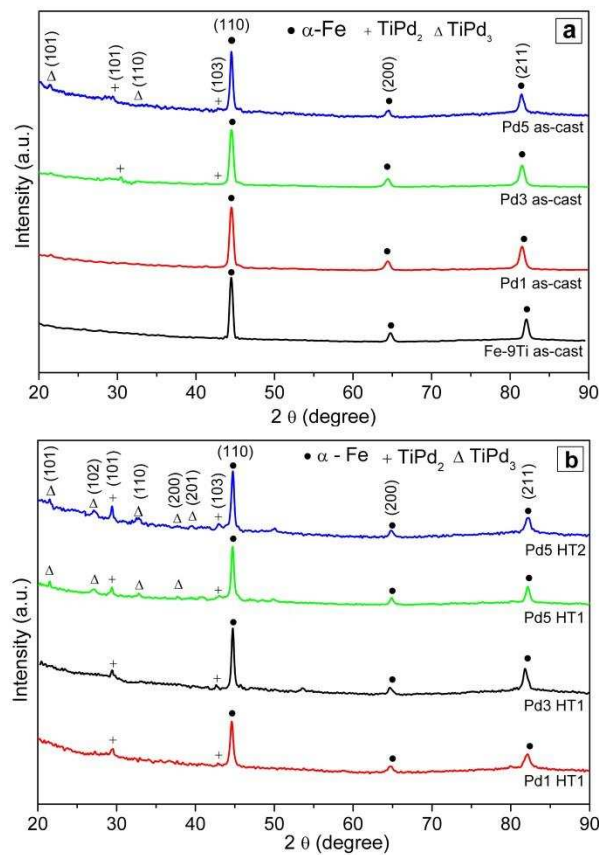 ● α-Fe + TiPd₂ Δ TiPd₃
a
(110)
(101)
Δ
(101)
+
(110)
Δ
(103)
+
(200)
(211)
Pd5 as-cast
Pd3 as-cast
Pd1 as-cast
Fe-9Ti as-cast
Intensity (a.u.)
20 30 40 50 60 70 80 90
2 θ (degree)
● α - Fe + TiPd₂ Δ TiPd₃
b
(110)
(101)
(102)
(101)
(110)
(200)
(201)
(103)
(200)
(211)
Pd5 HT2
Pd5 HT1
Pd3 HT1
Pd1 HT1
Intensity (a.u.)
20 30 40 50 60 70 80 90
2 θ (degree)